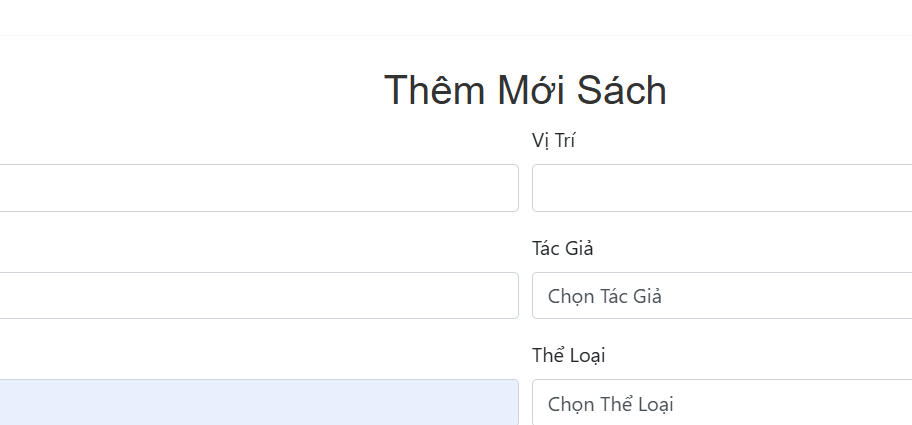 Thêm Mới Sách
Vị Trí
Tác Giả
Chọn Tác Giả
Thể Loại
Chọn Thể Loại